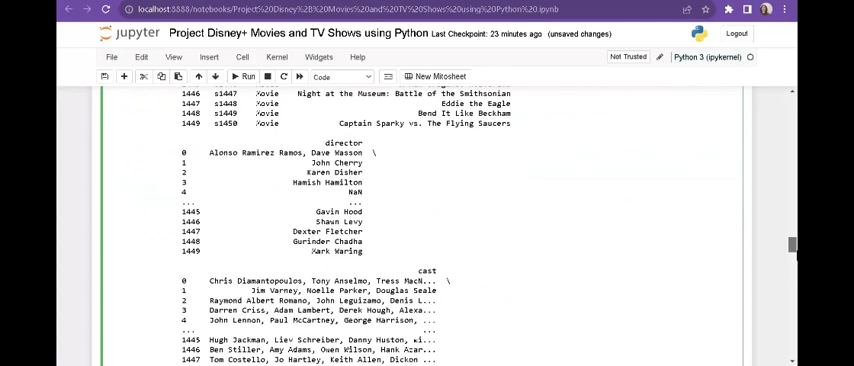 localhost:8888/notebooks/Project%20Disney%2B%20Movies%20and%20TV%20Shows%20using%20Python%20.ipynb
jupyter Project Disney+ Movies and TV Shows using Python Last Checkpoint: 23 minutes ago (unsaved changes) Logout
File Edit View Insert Cell Kernel Widgets Help Not Trusted Python 3 (ipykernel)
Run Code New Mitosheet
1446 s1447 Movie Night at the Museum: Battle of the Smithsonian
1447 s1448 Movie Eddie the Eagle
1448 s1449 Movie Bend It Like Beckham
1449 s1450 Movie Captain Sparky vs. The Flying Saucers
director
0 Alonso Ramirez Ramos, Dave Wasson \
1 John Cherry
2 Karen Disher
3 Hamish Hamilton
4 NaN
... ...
1445 Gavin Hood
1446 Shawn Levy
1447 Dexter Fletcher
1448 Gurinder Chadha
1449 Mark Waring
cast
0 Chris Diamantopoulos, Tony Anselmo, Tress MacN... \
1 Jim Varney, Noelle Parker, Douglas Seale
2 Raymond Albert Romano, John Leguizamo, Denis L...
3 Darren Criss, Adam Lambert, Derek Hough, Alexa...
4 John Lennon, Paul McCartney, George Harrison, ...
... ...
1445 Hugh Jackman, Liev Schreiber, Danny Huston, wi...
1446 Ben Stiller, Amy Adams, Owen Wilson, Hank Azar...
1447 Tom Costello, Jo Hartley, Keith Allen, Dickon ...